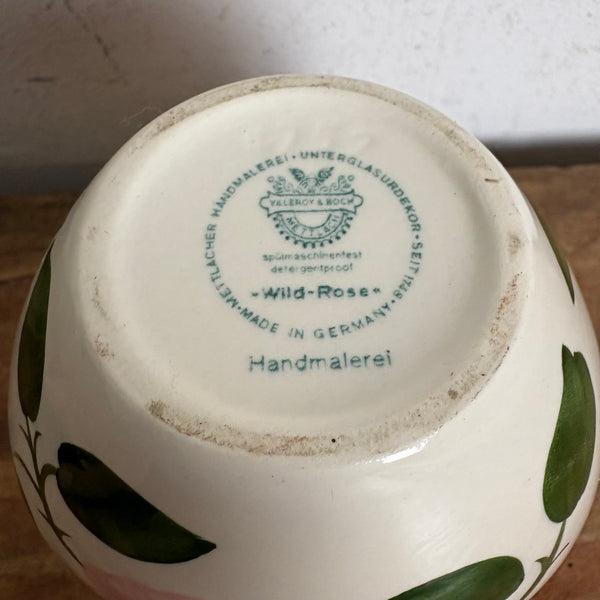 METTLACHER HANDMALEREI • UNTERGLASURDEKOR • SEIT 1748 •
VILLEROY & BOCH
METTLACH
spülmaschinenfest
detergentproof
»Wild-Rose«
MADE IN GERMANY
Handmalerei